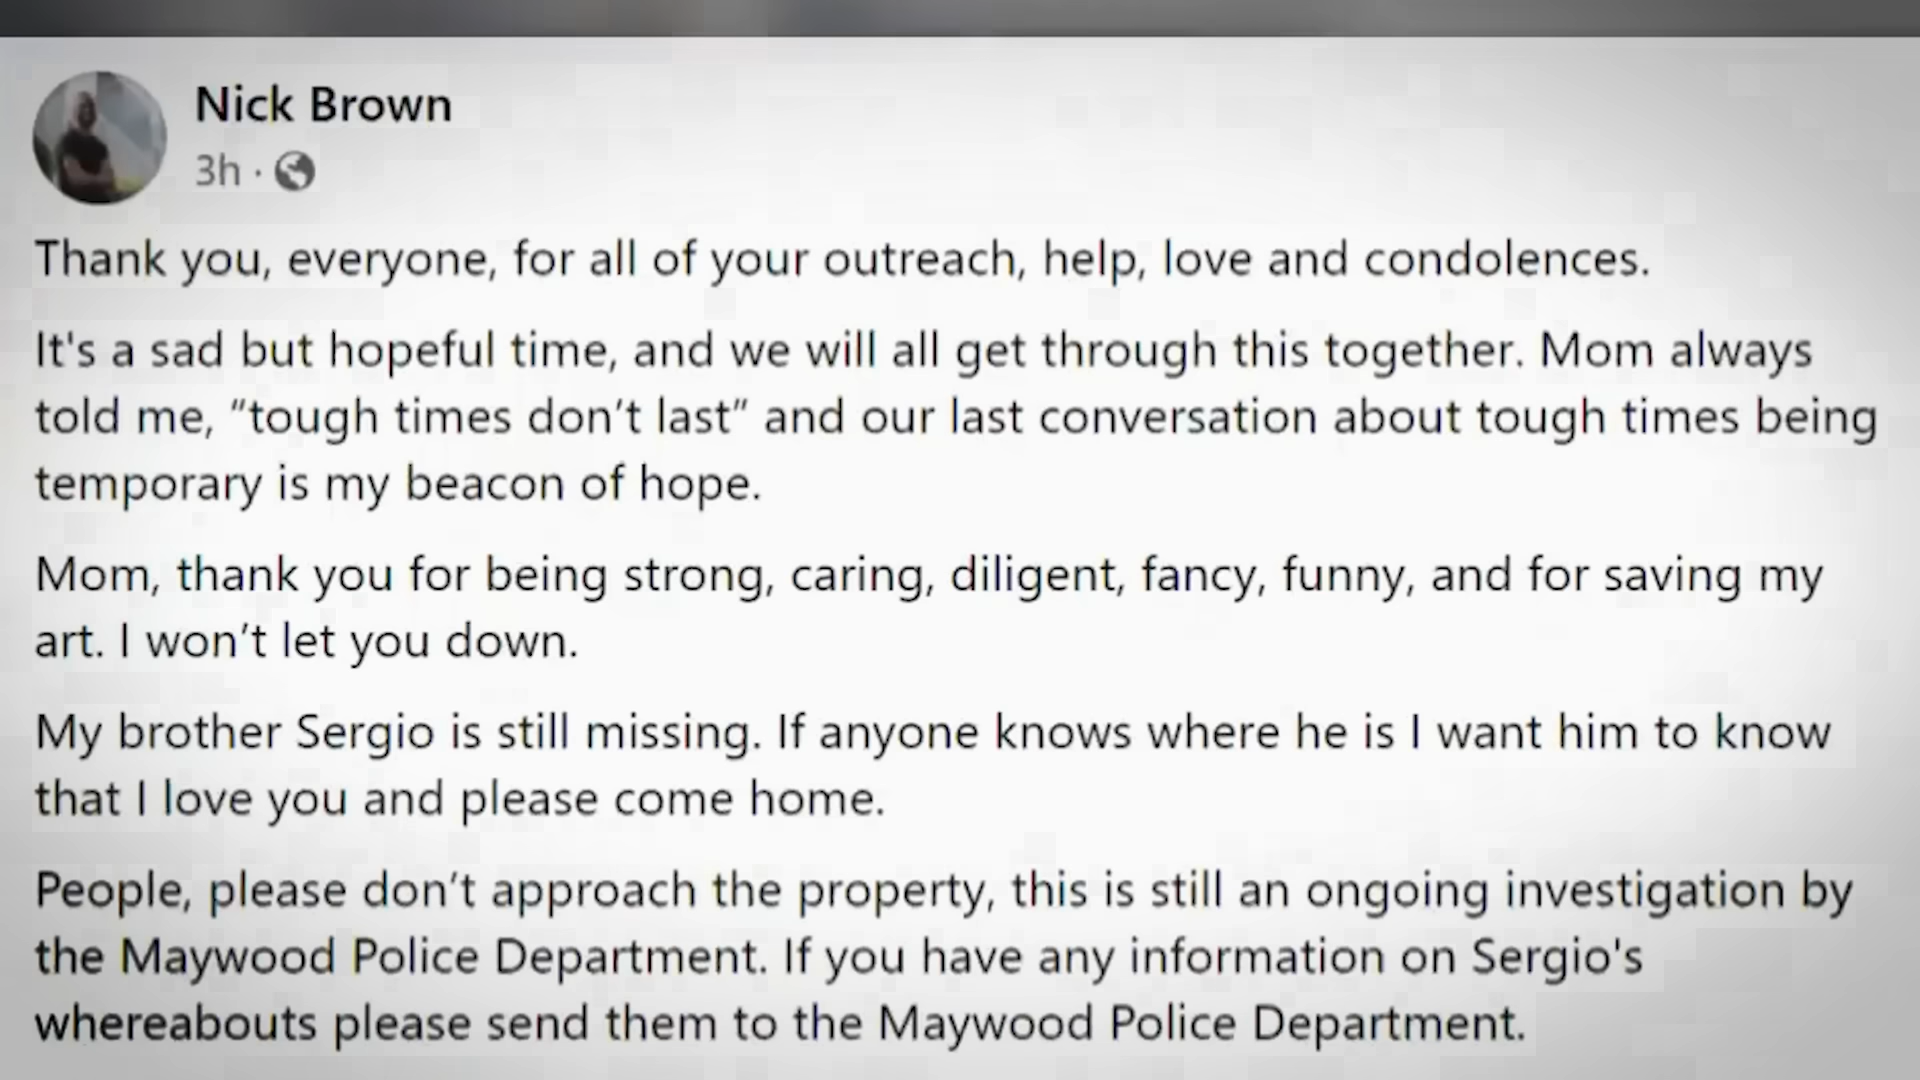 Nick Brown
3h ·
Thank you, everyone, for all of your outreach, help, love and condolences.
It's a sad but hopeful time, and we will all get through this together. Mom always
told me, “tough times don’t last” and our last conversation about tough times being
temporary is my beacon of hope.
Mom, thank you for being strong, caring, diligent, fancy, funny, and for saving my
art. I won’t let you down.
My brother Sergio is still missing. If anyone knows where he is I want him to know
that I love you and please come home.
People, please don’t approach the property, this is still an ongoing investigation by
the Maywood Police Department. If you have any information on Sergio's
whereabouts please send them to the Maywood Police Department.